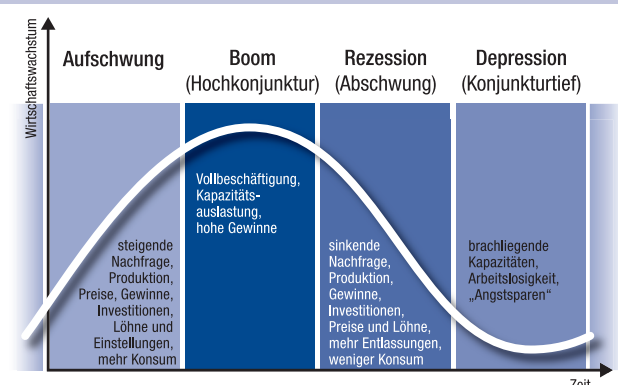 Wirtschaftswachstum
Aufschwung
Boom
(Hochkonjunktur)
Rezession
(Abschwung)
Depression
(Konjunkturtief)
steigende
Nachfrage,
Produktion,
Preise, Gewinne,
Investitionen,
Löhne und
Einstellungen,
mehr Konsum
Vollbeschäftigung,
Kapazitäts-
auslastung,
hohe Gewinne
sinkende
Nachfrage,
Produktion,
Gewinne,
Investitionen,
Preise und Löhne,
mehr Entlassungen,
weniger Konsum
brachliegende
Kapazitäten,
Arbeitslosigkeit,
„Angstsparen“
Zeit